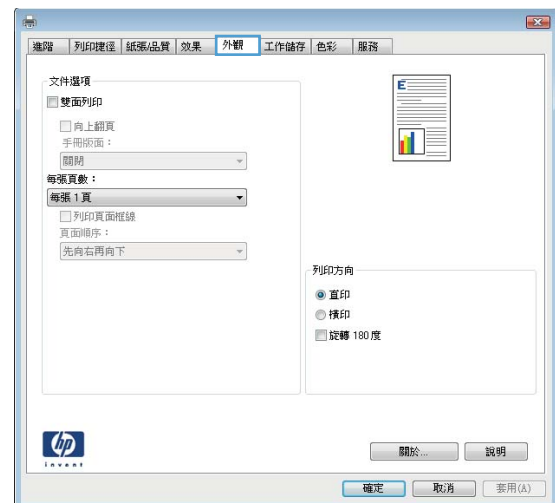 進階 列印捷徑 紙張/品質 效果 外觀 工作儲存 色彩 服務
文件選項
雙面列印
向上翻頁
手冊版面：
關閉
每張頁數：
每張 1 頁
列印頁面框線
頁面順序：
先向右再向下
E
列印方向
直印
橫印
旋轉 180 度
hp
invent
關於... 說明
確定 取消 套用(A)